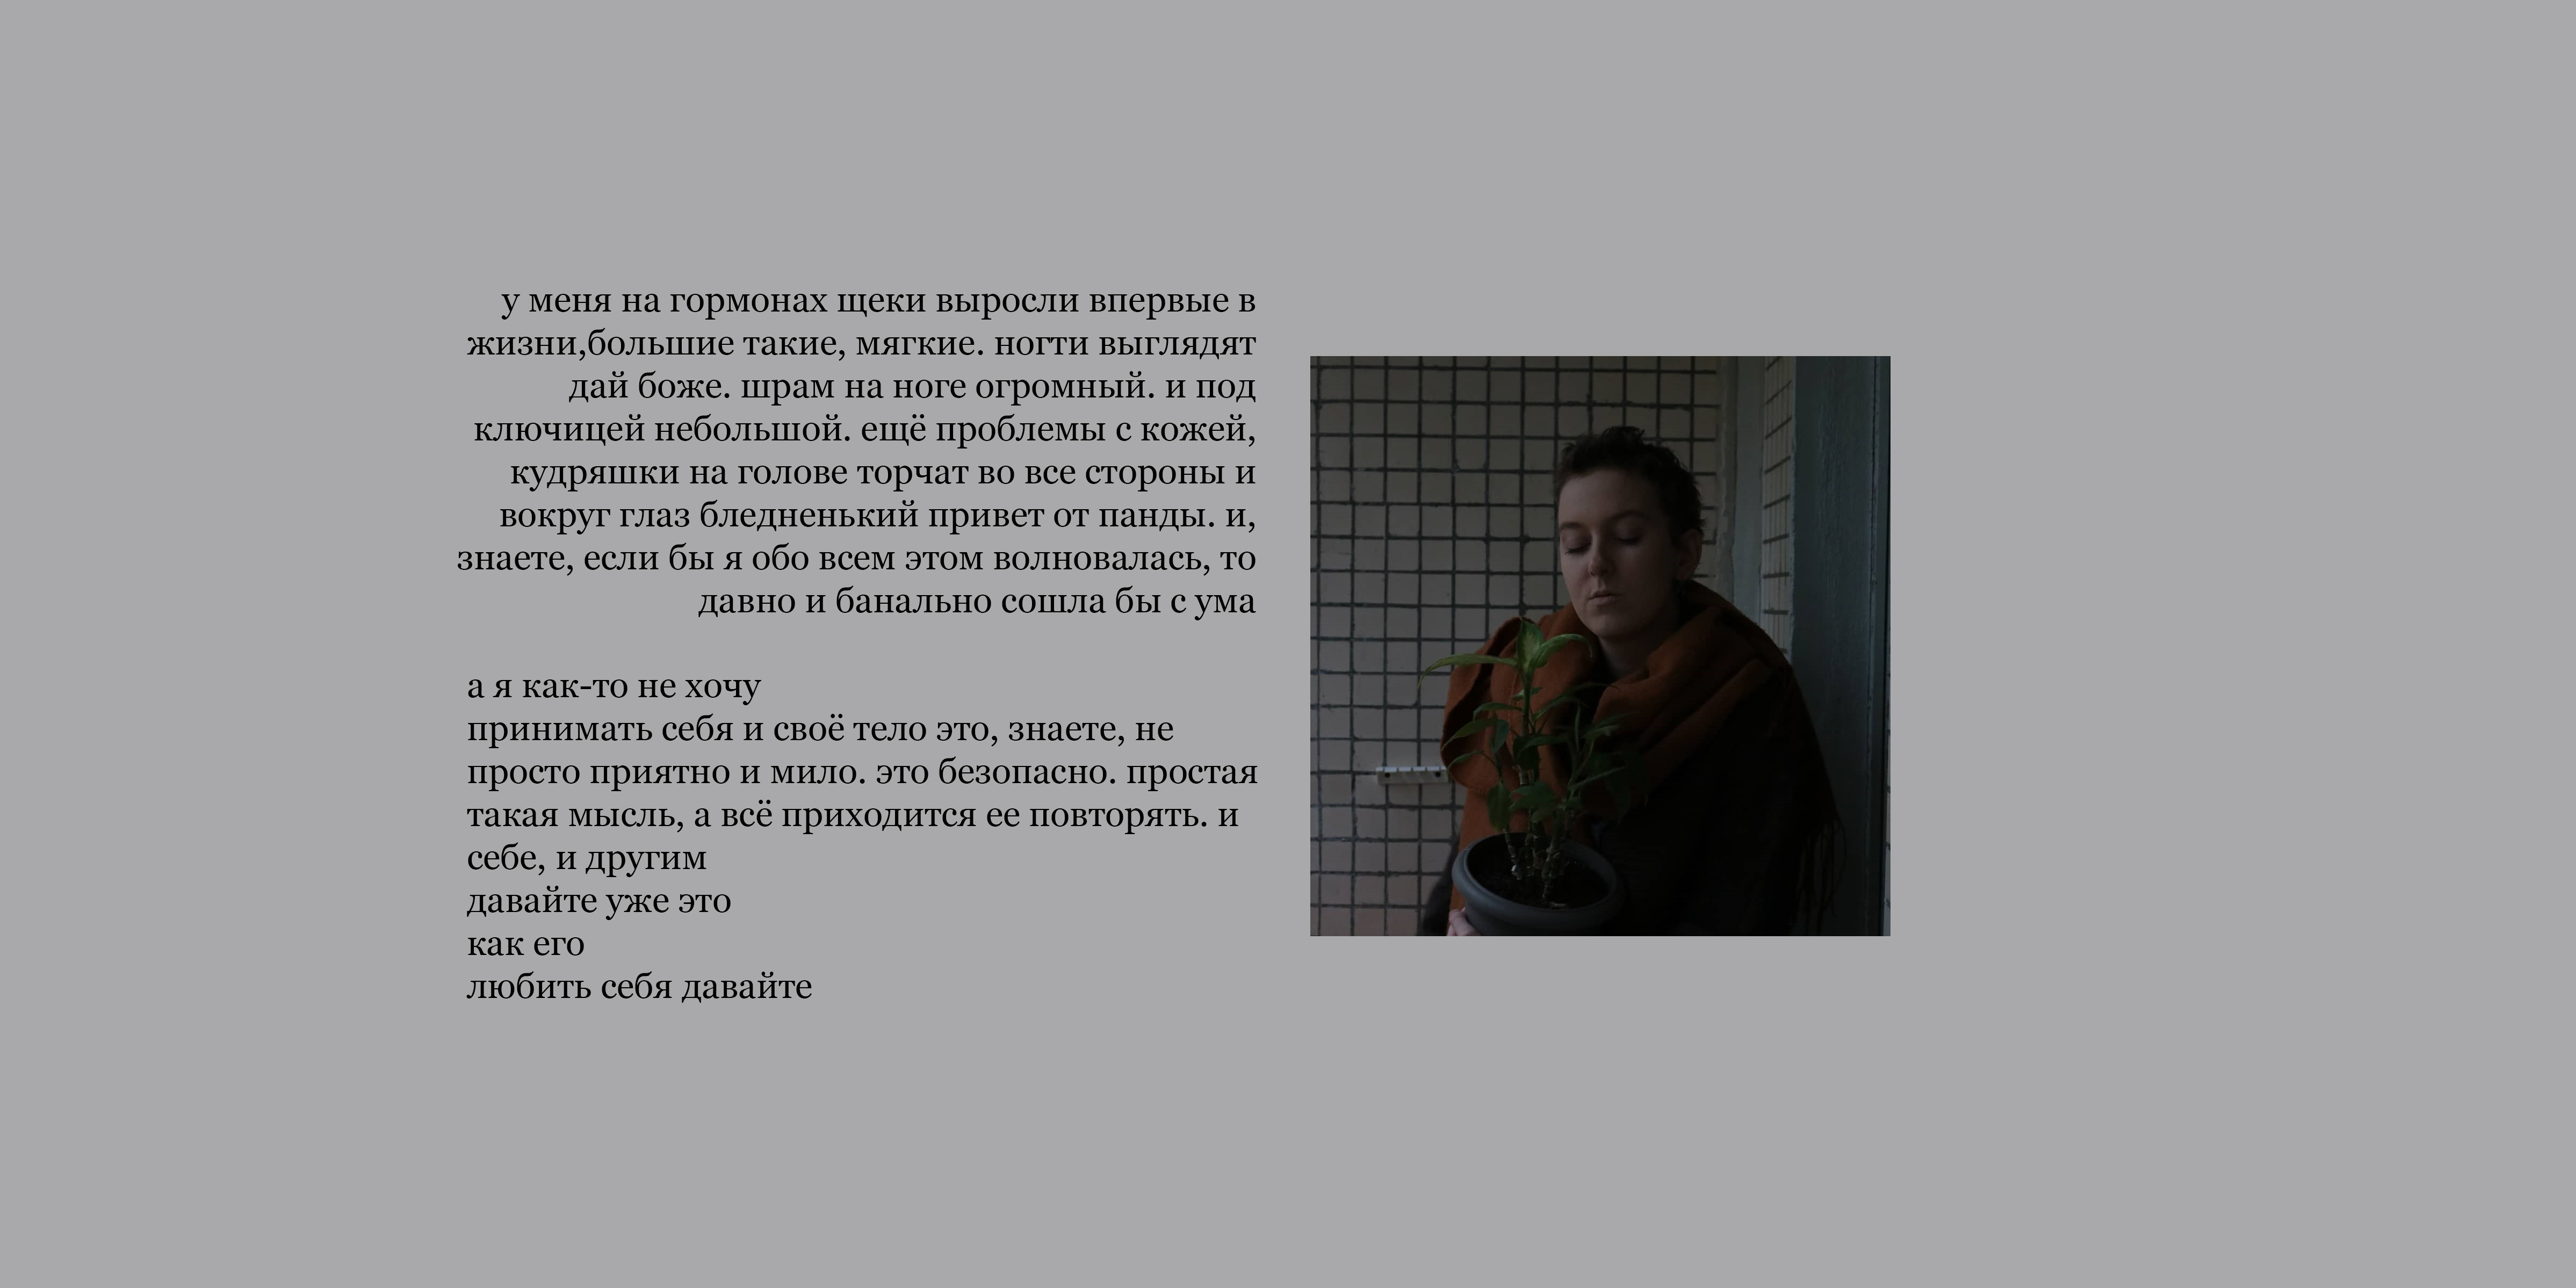 у меня на гормонах щеки выросли впервые в
жизни,большие такие, мягкие. ногти выглядят
дай боже. шрам на ноге огромный. и под
ключицей небольшой. ещё проблемы с кожей,
кудряшки на голове торчат во все стороны и
вокруг глаз бледненький привет от панды. и,
знаете, если бы я обо всем этом волновалась, то
давно и банально сошла бы с ума
а я как-то не хочу
принимать себя и своё тело это, знаете, не
просто приятно и мило. это безопасно. простая
такая мысль, а всё приходится ее повторять. и
себе, и другим
давайте уже это
как его
любить себя давайте